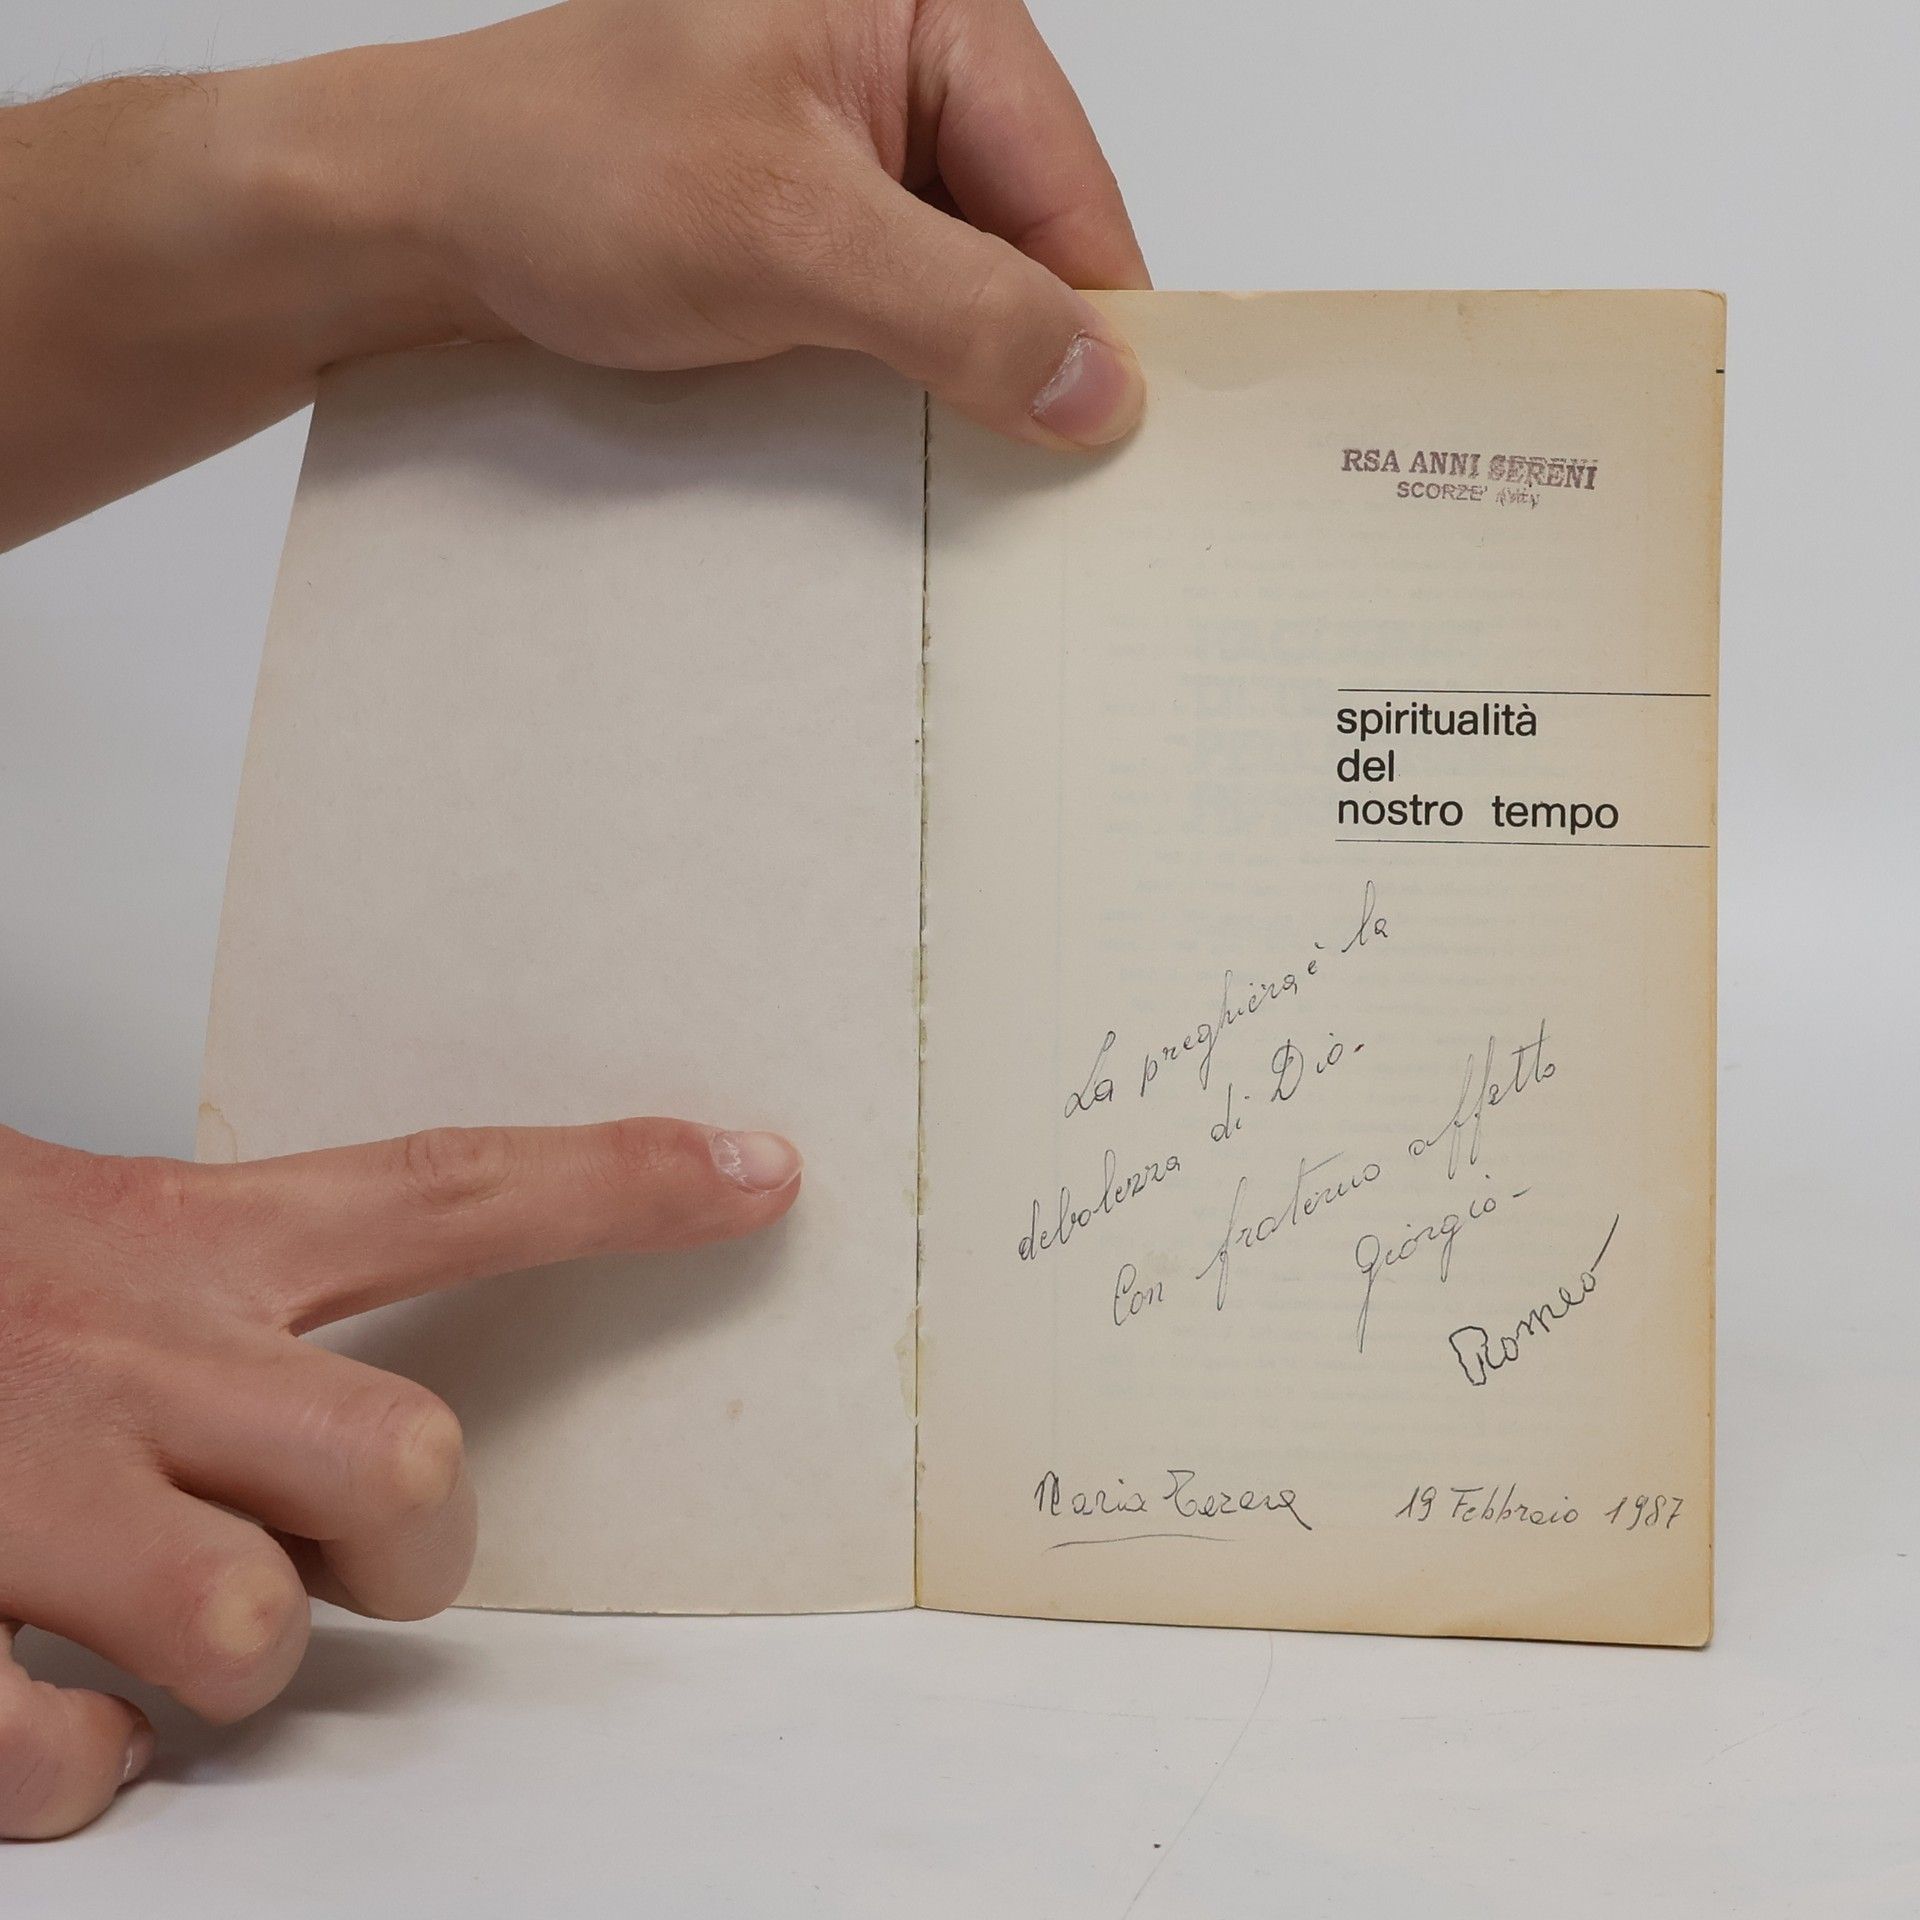 RSA ANNI SERENI
SCORZE' (VE)
spiritualità
del
nostro tempo
La preghiera è la
debolezza di Dio.
Con fraterno affetto
Giorgio -
Romeo
Maria Teresa 19 Febbraio 1987